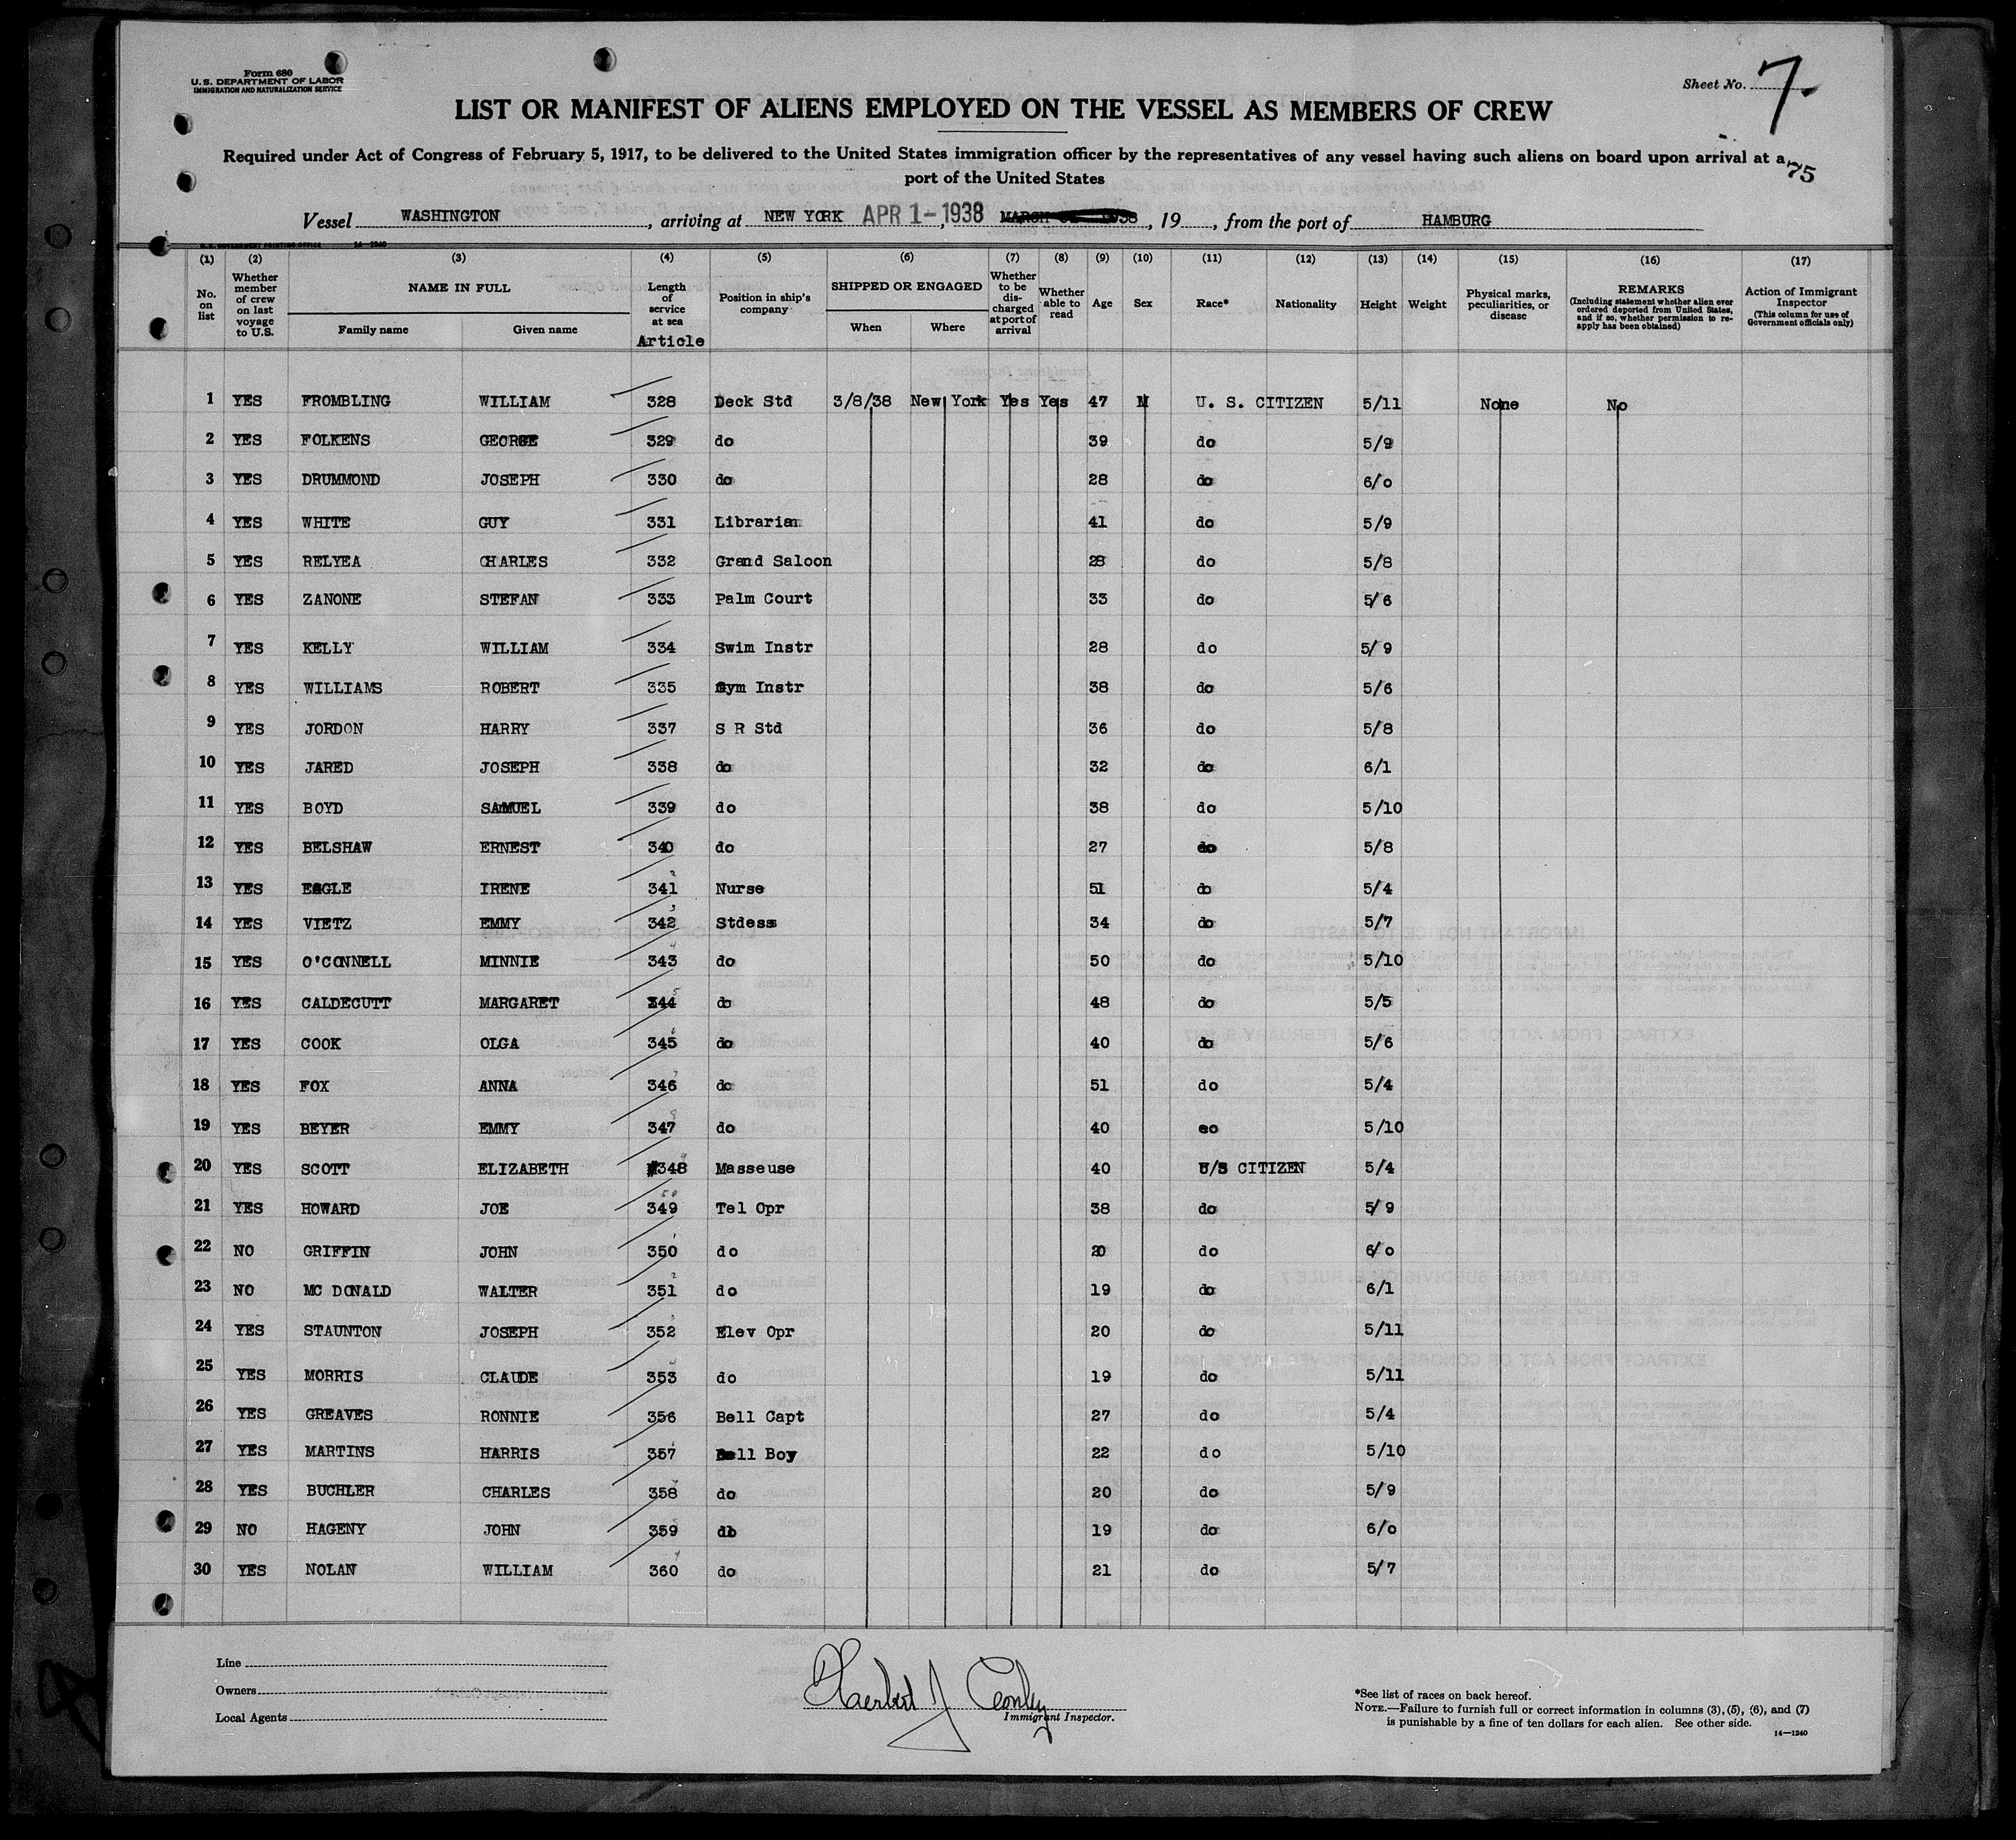 Form 680
U. S. DEPARTMENT OF LABOR
IMMIGRATION AND NATURALIZATION SERVICE
Sheet No. 7
LIST OR MANIFEST OF ALIENS EMPLOYED ON THE VESSEL AS MEMBERS OF CREW
Required under Act of Congress of February 5, 1917, to be delivered to the United States immigration officer by the representatives of any vessel having such aliens on board upon arrival at a
port of the United States
75
Vessel WASHINGTON, arriving at NEW YORK APR 1-1938, 19, from the port of HAMBURG
U. S. GOVERNMENT PRINTING OFFICE 14—1240
(1) (2) (3) (4) (5) (6) (7) (8) (9) (10) (11) (12) (13) (14) (15) (16) (17)
No. on list
Whether member of crew on last voyage to U.S.
NAME IN FULL
Family name Given name
Length of service at sea
Article
Position in ship's company
SHIPPED OR ENGAGED
When Where
Whether to be discharged at port of arrival
Whether able to read
Age
Sex
Race*
Nationality
Height
Weight
Physical marks, peculiarities, or disease
REMARKS
(Including statement whether alien ever ordered deported from United States, and if so, whether permission to reapply has been obtained)
Action of Immigrant Inspector
(This column for use of Government officials only)
1 YES FROMBLING WILLIAM 328 Deck Std 3/8/38 New York Yes Yes 47 M U. S. CITIZEN 5/11 None No
2 YES FOLKENS GEORGE 329 do 39 do 5/9
3 YES DRUMMOND JOSEPH 330 do 28 do 6/0
4 YES WHITE GUY 331 Librarian 41 do 5/9
5 YES RELYEA CHARLES 332 Grand Saloon 28 do 5/8
6 YES ZANONE STEFAN 333 Palm Court 33 do 5/6
7 YES KELLY WILLIAM 334 Swim Instr 28 do 5/9
8 YES WILLIAMS ROBERT 335 Gym Instr 38 do 5/6
9 YES JORDON HARRY 337 S R Std 36 do 5/8
10 YES JARED JOSEPH 338 do 32 do 6/1
11 YES BOYD SAMUEL 339 do 38 do 5/10
12 YES BELSHAW ERNEST 340 do 27 do 5/8
13 YES EAGLE IRENE 341 Nurse 51 do 5/4
14 YES VIETZ EMMY 342 Stdess 34 do 5/7
15 YES O'CONNELL MINNIE 343 do 50 do 5/10
16 YES CALDECUTT MARGARET 344 do 48 do 5/5
17 YES COOK OLGA 345 do 40 do 5/6
18 YES FOX ANNA 346 do 51 do 5/4
19 YES BEYER EMMY 347 do 40 eo 5/10
20 YES SCOTT ELIZABETH 348 Masseuse 40 U/S CITIZEN 5/4
21 YES HOWARD JOE 349 Tel Opr 38 do 5/9
22 NO GRIFFIN JOHN 350 do 20 do 6/0
23 NO MC DONALD WALTER 351 do 19 do 6/1
24 YES STAUNTON JOSEPH 352 Elev Opr 20 do 5/11
25 YES MORRIS CLAUDE 353 do 19 do 5/11
26 YES GREAVES RONNIE 356 Bell Capt 27 do 5/4
27 YES MARTINS HARRIS 357 Bell Boy 22 do 5/10
28 YES BUCHLER CHARLES 358 do 20 do 5/9
29 NO HAGENY JOHN 359 do 19 do 6/0
30 YES NOLAN WILLIAM 360 do 21 do 5/7
Line
Owners
Local Agents
Immigrant Inspector.
*See list of races on back hereof.
NOTE.—Failure to furnish full or correct information in columns (3), (5), (6), and (7)
is punishable by a fine of ten dollars for each alien. See other side.
14—1240